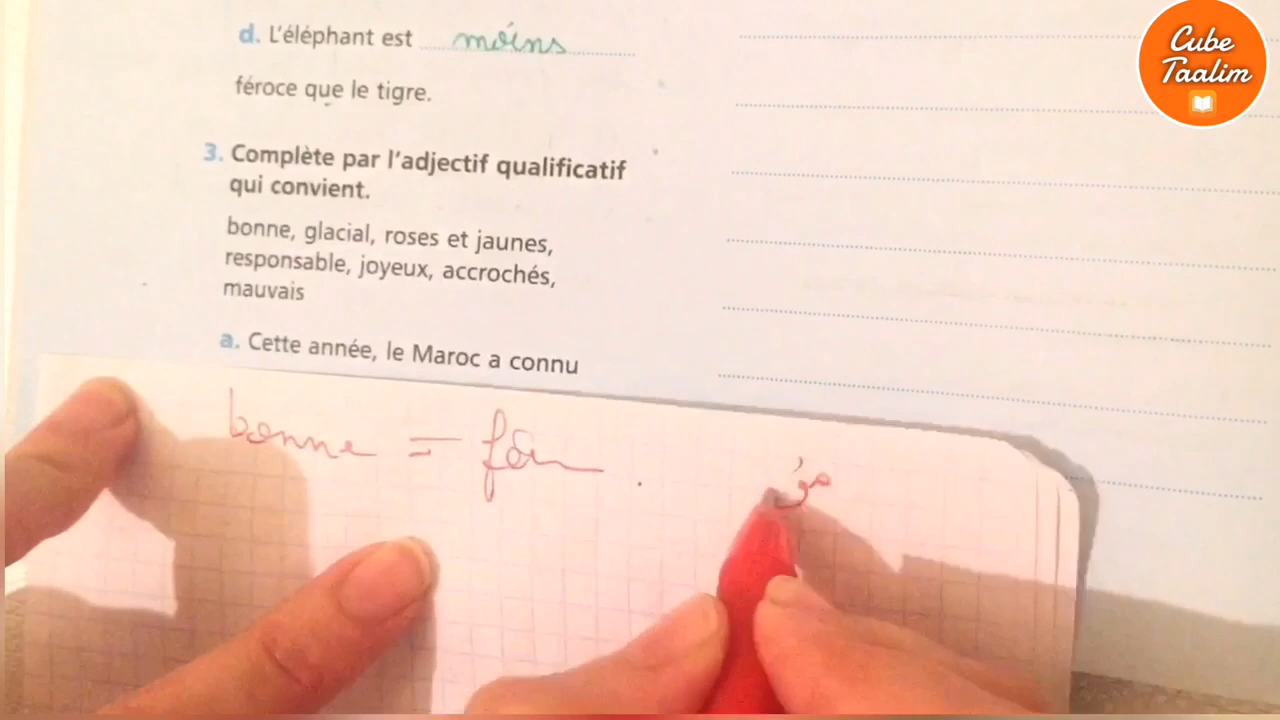 d. L'éléphant est moins
féroce que le tigre.
3. Complète par l'adjectif qualificatif
qui convient.
bonne, glacial, roses et jaunes,
responsable, joyeux, accrochés,
mauvais
a. Cette année, le Maroc a connu
bonne =
Cube
Taalim